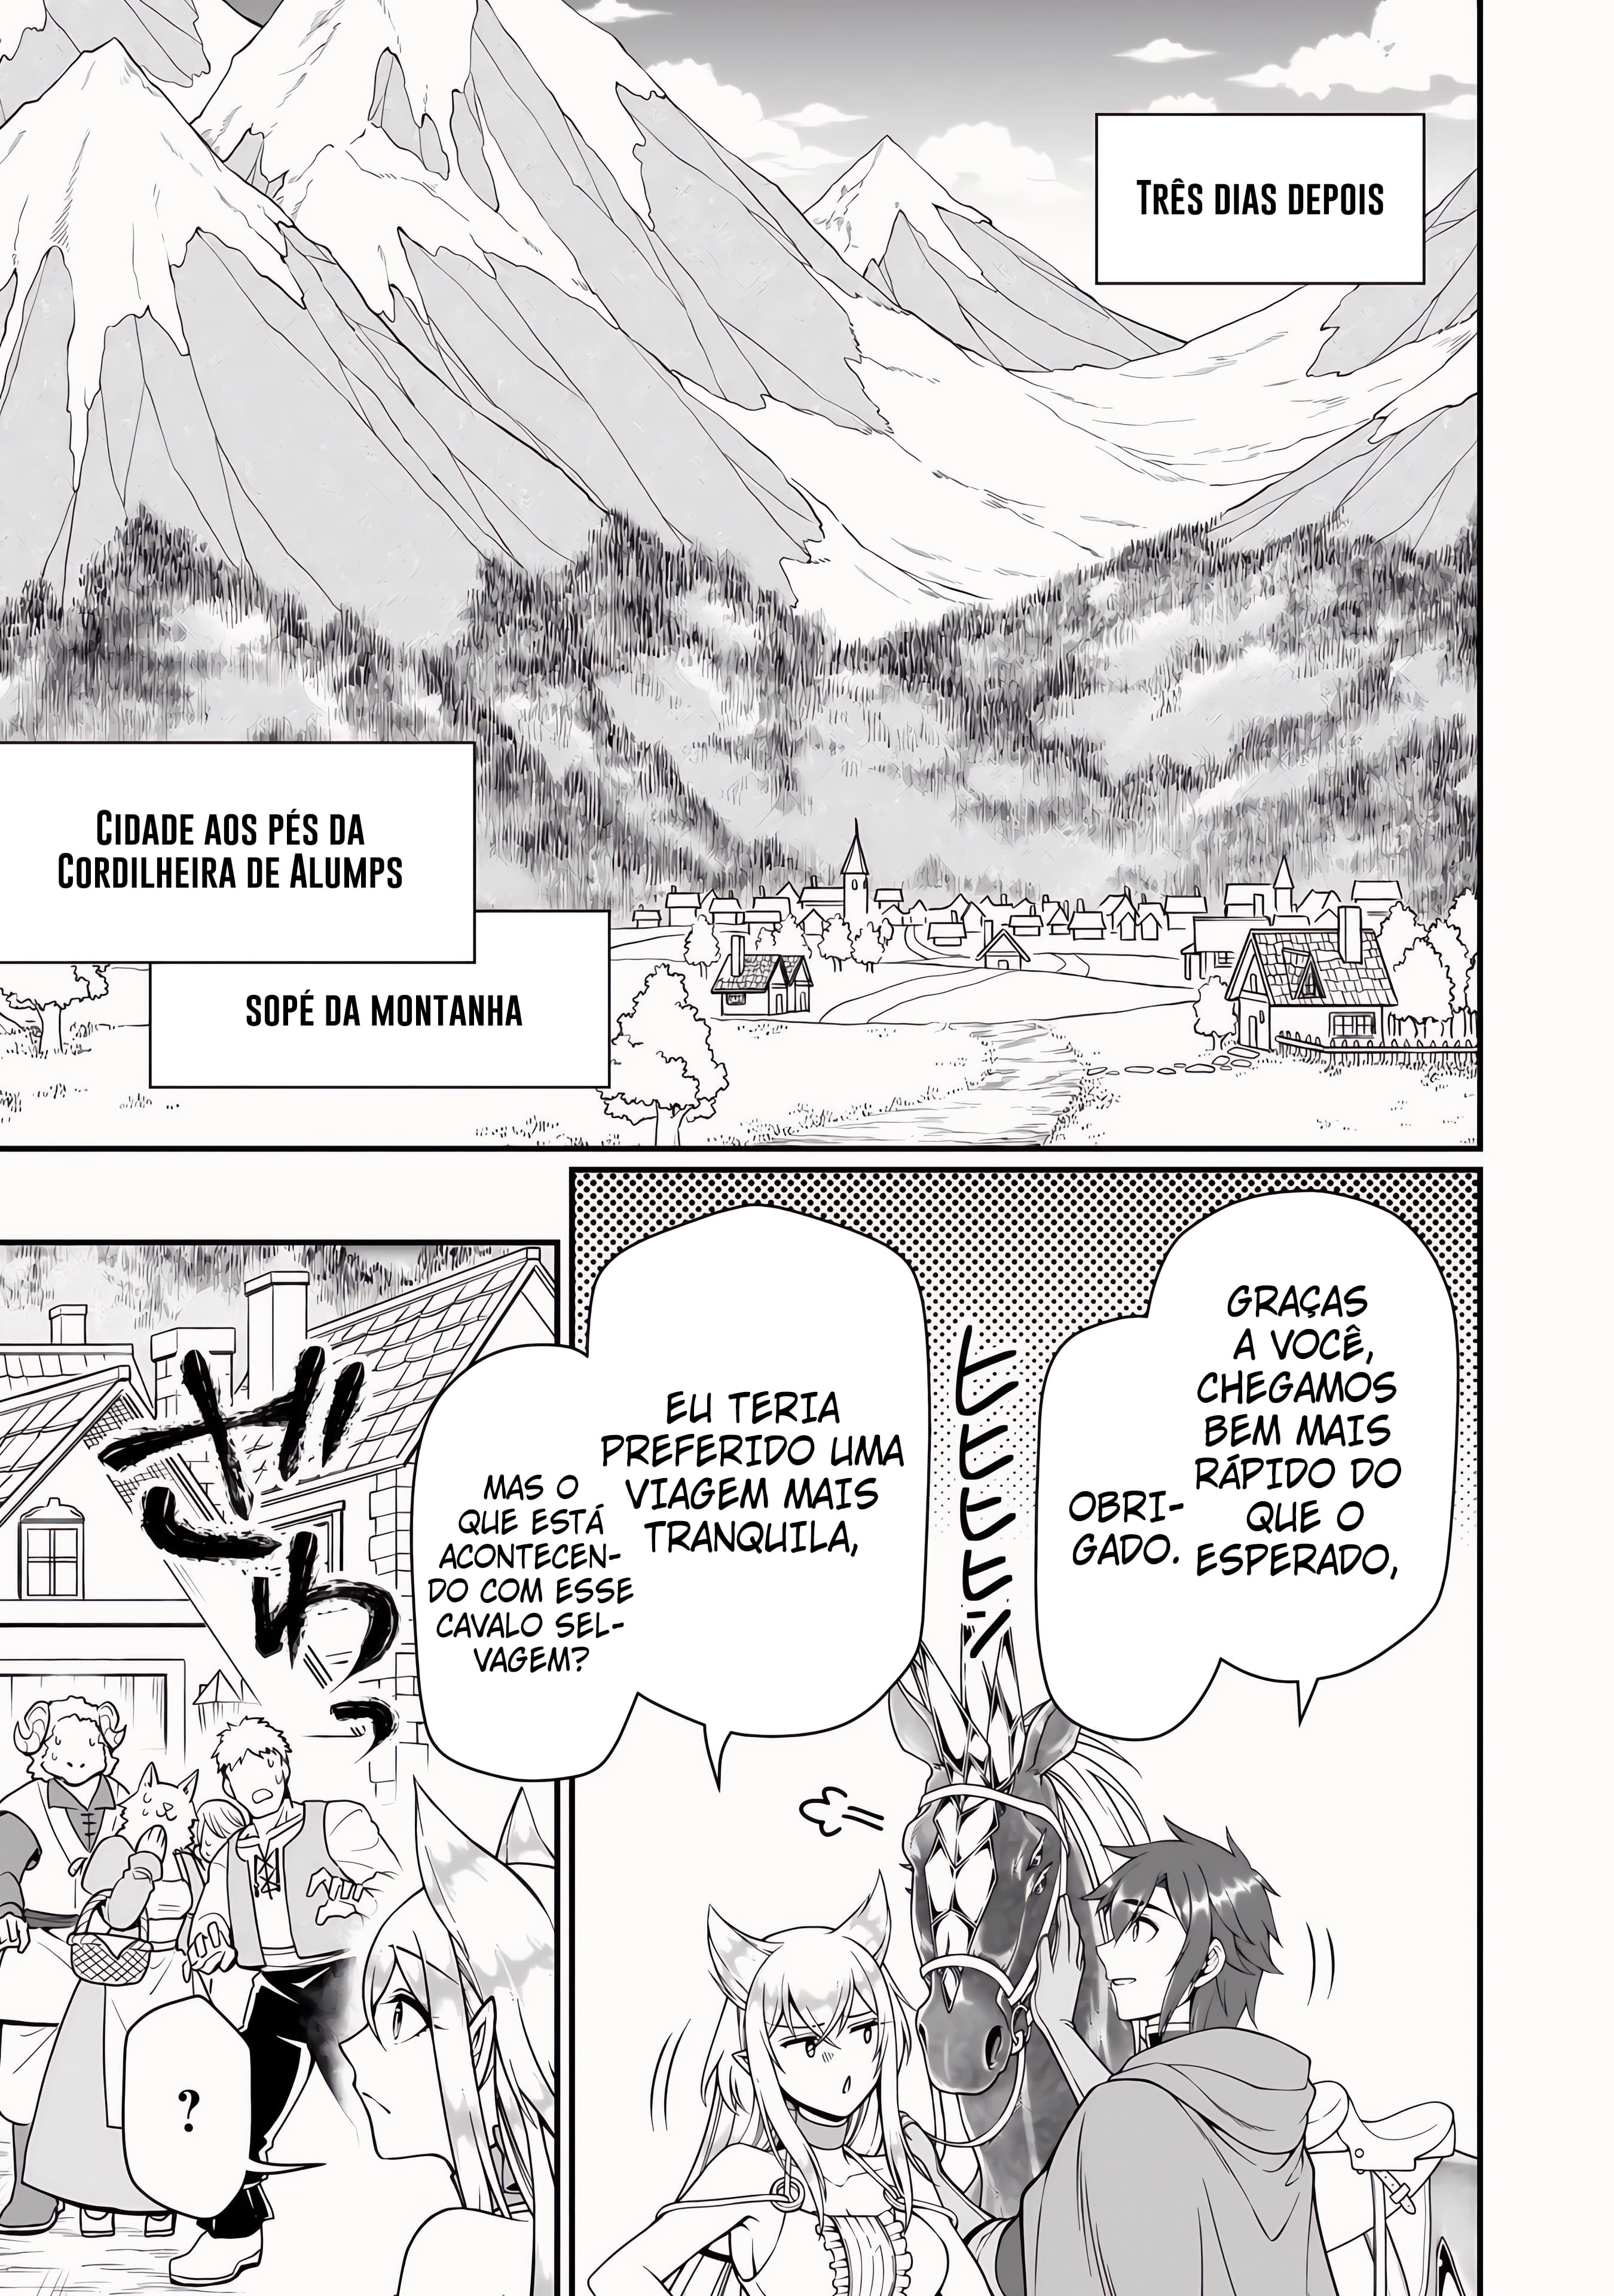 Três dias depois
Cidade aos pés da
Cordilheira de Alumps
sopé da montanha
GRAÇAS
A VOCÊ,
CHEGAMOS
BEM MAIS
RÁPIDO DO
QUE O
ESPERADO,
OBRI-
GADO.
ヒヒヒヒヒン
EU TERIA
PREFERIDO UMA
VIAGEM MAIS
TRANQUILA,
MAS O
QUE ESTÁ
ACONTECEN-
DO COM ESSE
CAVALO SEL-
VAGEM?
ざわっ
?